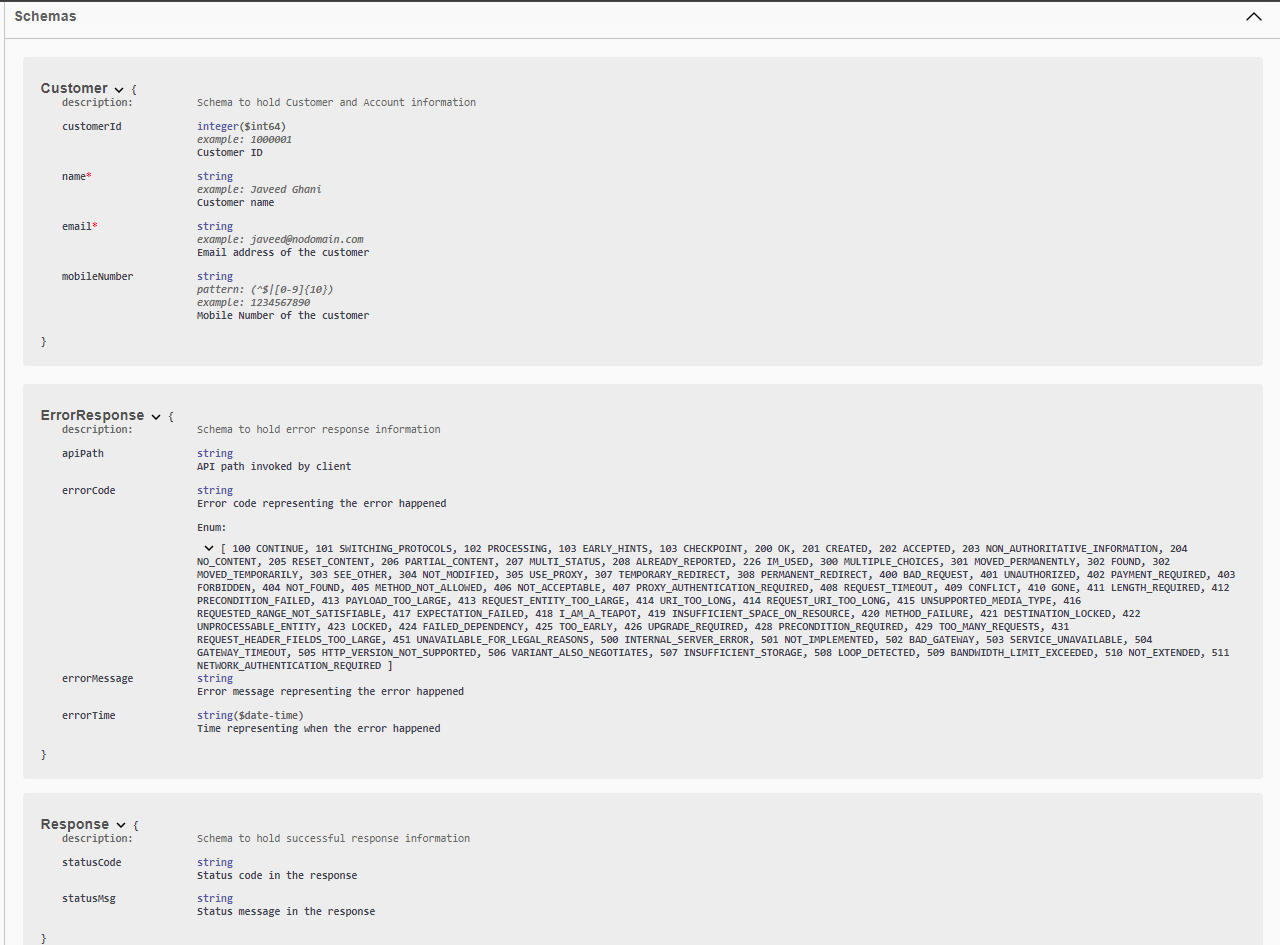 Schemas
Customer {
description: Schema to hold Customer and Account information
customerId integer($int64)
example: 1000001
Customer ID
name* string
example: Javeed Ghani
Customer name
email* string
example: javeed@nodomain.com
Email address of the customer
mobileNumber string
pattern: (^$|[0-9]{10})
example: 1234567890
Mobile Number of the customer
}
ErrorResponse {
description: Schema to hold error response information
apiPath string
API path invoked by client
errorCode string
Error code representing the error happened
Enum:
[ 100 CONTINUE, 101 SWITCHING_PROTOCOLS, 102 PROCESSING, 103 EARLY_HINTS, 103 CHECKPOINT, 200 OK, 201 CREATED, 202 ACCEPTED, 203 NON_AUTHORITATIVE_INFORMATION, 204
NO_CONTENT, 205 RESET_CONTENT, 206 PARTIAL_CONTENT, 207 MULTI_STATUS, 208 ALREADY_REPORTED, 226 IM_USED, 300 MULTIPLE_CHOICES, 301 MOVED_PERMANENTLY, 302 FOUND, 302
MOVED_TEMPORARILY, 303 SEE_OTHER, 304 NOT_MODIFIED, 305 USE_PROXY, 307 TEMPORARY_REDIRECT, 308 PERMANENT_REDIRECT, 400 BAD_REQUEST, 401 UNAUTHORIZED, 402 PAYMENT_REQUIRED, 403
FORBIDDEN, 404 NOT_FOUND, 405 METHOD_NOT_ALLOWED, 406 NOT_ACCEPTABLE, 407 PROXY_AUTHENTICATION_REQUIRED, 408 REQUEST_TIMEOUT, 409 CONFLICT, 410 GONE, 411 LENGTH_REQUIRED, 412
PRECONDITION_FAILED, 413 PAYLOAD_TOO_LARGE, 413 REQUEST_ENTITY_TOO_LARGE, 414 URI_TOO_LONG, 414 REQUEST_URI_TOO_LONG, 415 UNSUPPORTED_MEDIA_TYPE, 416
REQUESTED_RANGE_NOT_SATISFIABLE, 417 EXPECTATION_FAILED, 418 I_AM_A_TEAPOT, 419 INSUFFICIENT_SPACE_ON_RESOURCE, 420 METHOD_FAILURE, 421 DESTINATION_LOCKED, 422
UNPROCESSABLE_ENTITY, 423 LOCKED, 424 FAILED_DEPENDENCY, 425 TOO_EARLY, 426 UPGRADE_REQUIRED, 428 PRECONDITION_REQUIRED, 429 TOO_MANY_REQUESTS, 431
REQUEST_HEADER_FIELDS_TOO_LARGE, 451 UNAVAILABLE_FOR_LEGAL_REASONS, 500 INTERNAL_SERVER_ERROR, 501 NOT_IMPLEMENTED, 502 BAD_GATEWAY, 503 SERVICE_UNAVAILABLE, 504
GATEWAY_TIMEOUT, 505 HTTP_VERSION_NOT_SUPPORTED, 506 VARIANT_ALSO_NEGOTIATES, 507 INSUFFICIENT_STORAGE, 508 LOOP_DETECTED, 509 BANDWIDTH_LIMIT_EXCEEDED, 510 NOT_EXTENDED, 511
NETWORK_AUTHENTICATION_REQUIRED ]
errorMessage string
Error message representing the error happened
errorTime string($date-time)
Time representing when the error happened
}
Response {
description: Schema to hold successful response information
statusCode string
Status code in the response
statusMsg string
Status message in the response
}